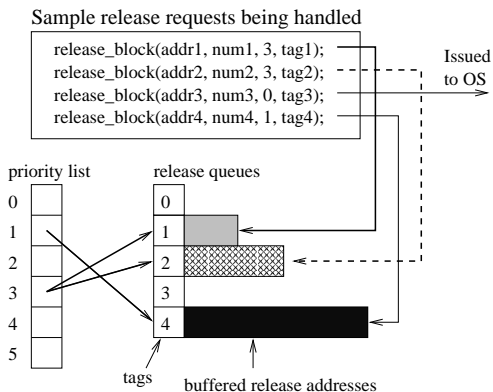 Sample release requests being handled
release_block(addr1, num1, 3, tag1);
release_block(addr2, num2, 3, tag2);
release_block(addr3, num3, 0, tag3);
release_block(addr4, num4, 1, tag4);
Issued
to OS
priority list
0
1
2
3
4
5
release queues
0
1
2
3
4
tags
buffered release addresses